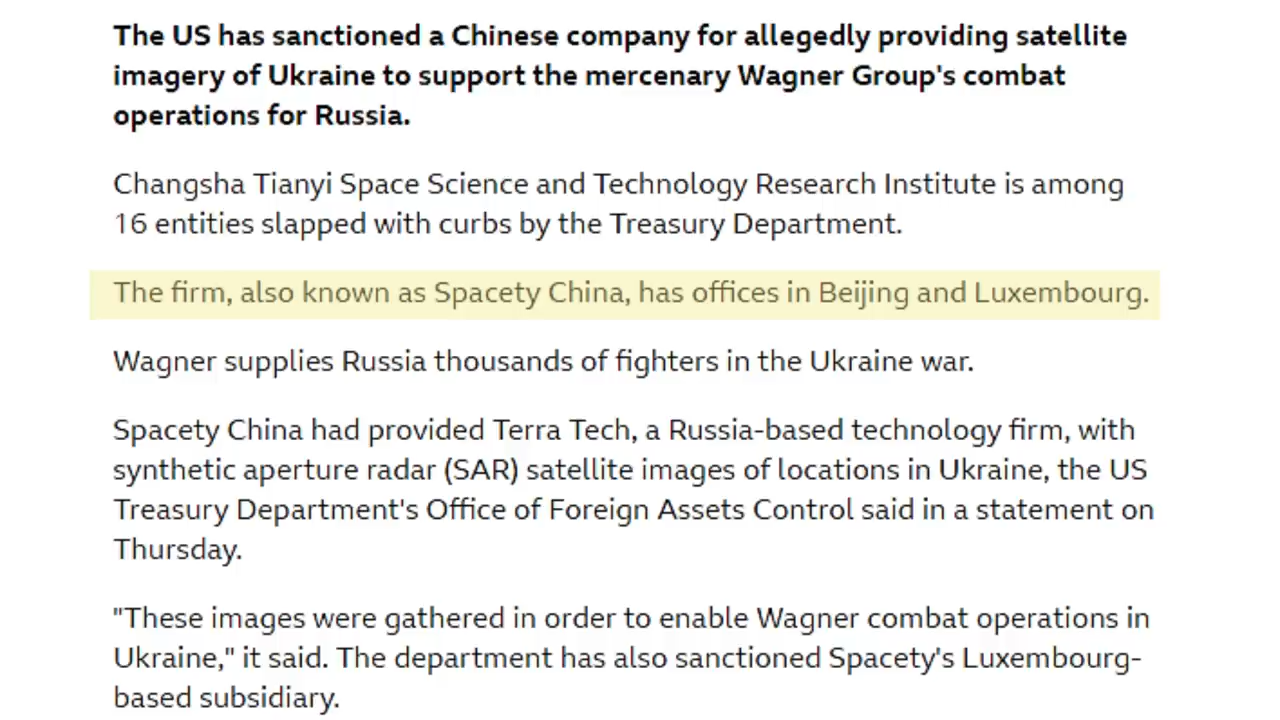 The US has sanctioned a Chinese company for allegedly providing satellite
imagery of Ukraine to support the mercenary Wagner Group's combat
operations for Russia.
Changsha Tianyi Space Science and Technology Research Institute is among
16 entities slapped with curbs by the Treasury Department.
The firm, also known as Spacety China, has offices in Beijing and Luxembourg.
Wagner supplies Russia thousands of fighters in the Ukraine war.
Spacety China had provided Terra Tech, a Russia-based technology firm, with
synthetic aperture radar (SAR) satellite images of locations in Ukraine, the US
Treasury Department's Office of Foreign Assets Control said in a statement on
Thursday.
"These images were gathered in order to enable Wagner combat operations in
Ukraine," it said. The department has also sanctioned Spacety's Luxembourg-
based subsidiary.